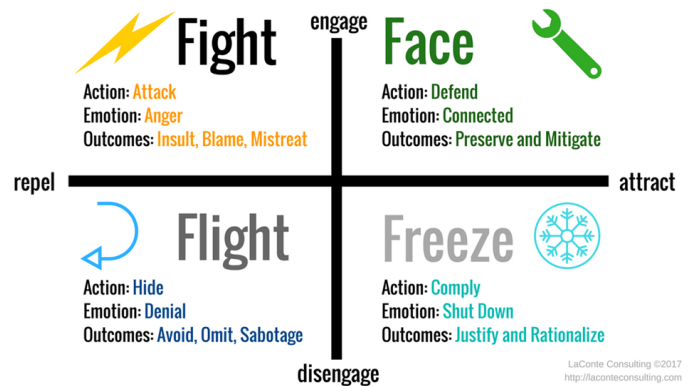 engage
Fight
Action: Attack
Emotion: Anger
Outcomes: Insult, Blame, Mistreat
Face
Action: Defend
Emotion: Connected
Outcomes: Preserve and Mitigate
repel
attract
Flight
Action: Hide
Emotion: Denial
Outcomes: Avoid, Omit, Sabotage
Freeze
Action: Comply
Emotion: Shut Down
Outcomes: Justify and Rationalize
disengage
LaConte Consulting ©2017
http://laconteconsulting.com